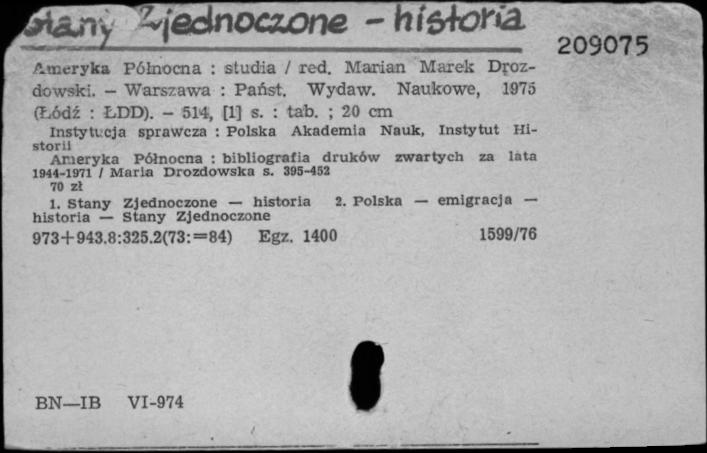 Stany Zjednoczone - historia
209075
Ameryka Północna : studia / red. Marian Marek Droz-
dowski. — Warszawa : Państ. Wydaw. Naukowe, 1975
(Łódź : ŁDD). — 514, [1] s. : tab. ; 20 cm
Instytucja sprawcza : Polska Akademia Nauk, Instytut Hi-
storii
Ameryka Północna : bibliografia druków zwartych za lata
1944-1971 / Maria Drozdowska s. 395-452
70 zł
1. Stany Zjednoczone — historia 2. Polska — emigracja —
historia — Stany Zjednoczone
973+943.8:325.2(73:=84) Egz. 1400 1599/76
BN—IB VI-974